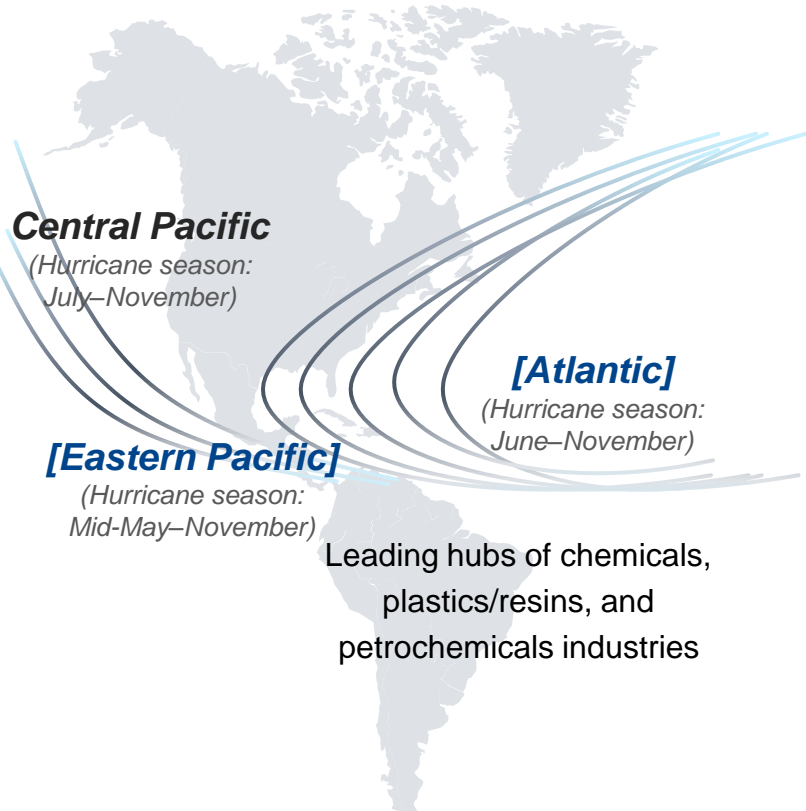 Central Pacific
(Hurricane season:
July–November)
[Atlantic]
(Hurricane season:
June–November)
[Eastern Pacific]
(Hurricane season:
Mid-May–November)
Leading hubs of chemicals,
plastics/resins, and
petrochemicals industries